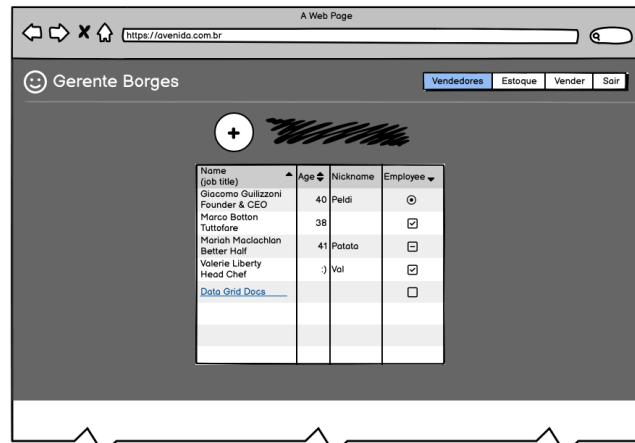 A Web Page
https://avenida.com.br
Gerente Borges
Vendedores Estoque Vender Sair
+
Name (job title) Age Nickname Employee
Giacomo Guilizzoni
Founder & CEO 40 Peldi
Marco Botton
Tuttofare 38
Mariah Maclachlan
Better Half 41 Patata
Valerie Liberty
Head Chef :) Val
Data Grid Docs